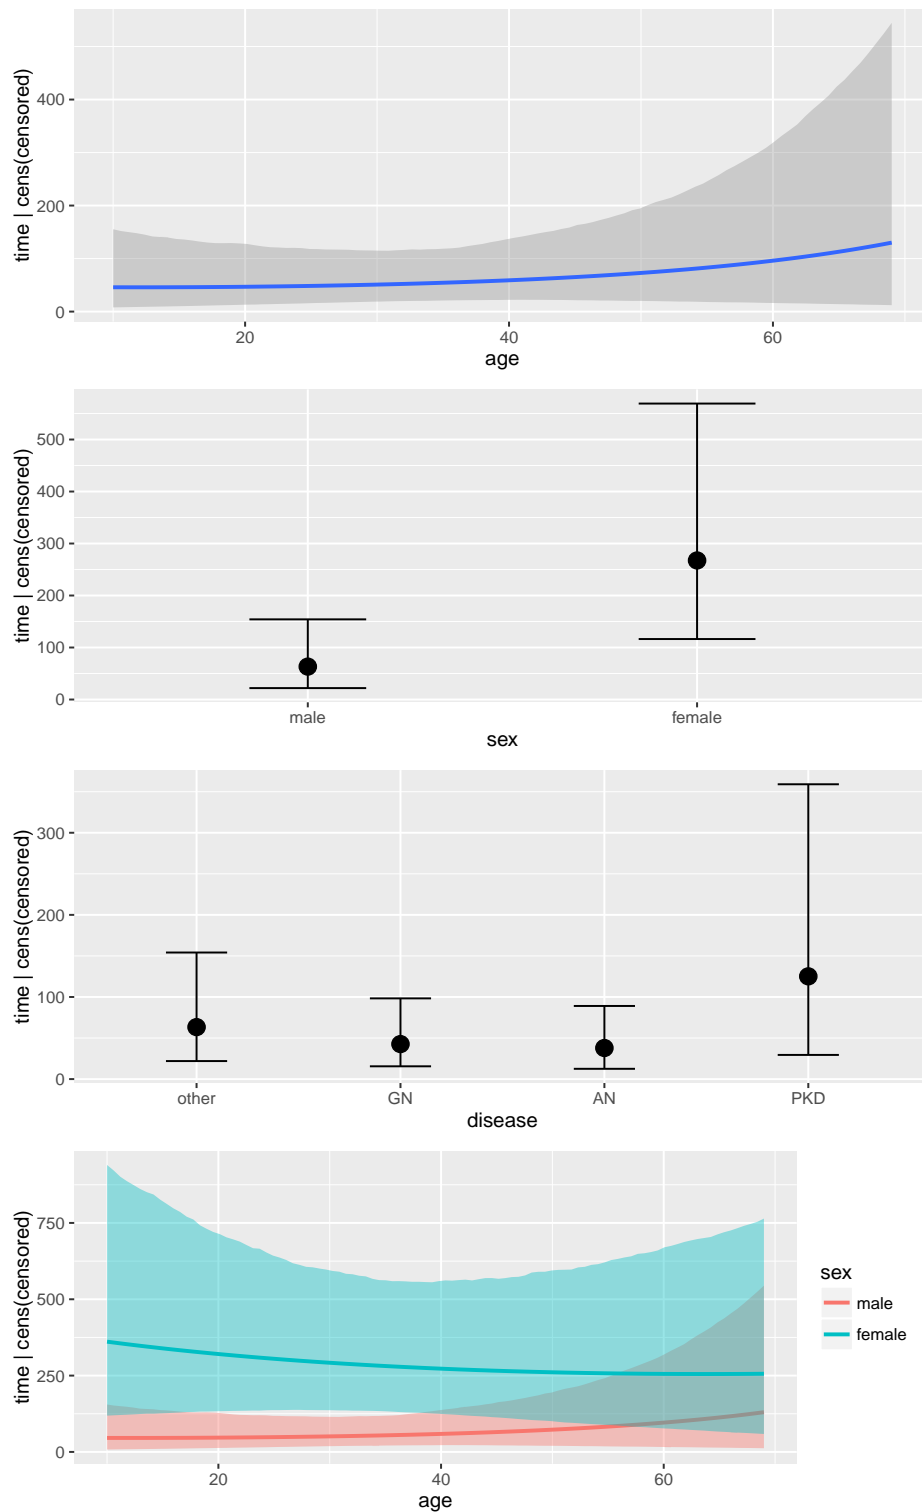 time | cens(censored)
400
200
0
20 40 60
age
time | cens(censored)
500
400
300
200
100
0
male female
sex
time | cens(censored)
300
200
100
0
other GN AN PKD
disease
time | cens(censored)
750
500
250
0
20 40 60
age
sex
male
female